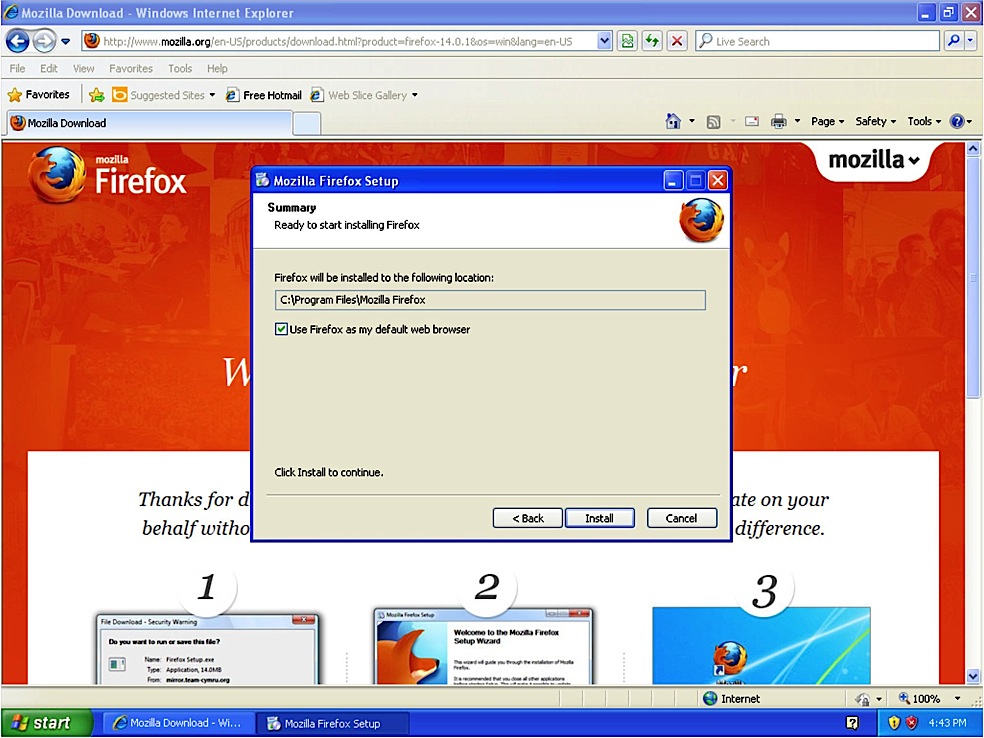 Mozilla Download - Windows Internet Explorer
http://www.mozilla.org/en-US/products/download.html?product=firefox-14.0.1&os=win&lang=en-US
Live Search
File Edit View Favorites Tools Help
Favorites Suggested Sites Free Hotmail Web Slice Gallery
Mozilla Download
Page Safety Tools
mozilla
Firefox
mozilla
Mozilla Firefox Setup
Summary
Ready to start installing Firefox
Firefox will be installed to the following location:
C:\Program Files\Mozilla Firefox
Use Firefox as my default web browser
W r
Click Install to continue.
Thanks for d ate on your
behalf witho difference.
< Back Install Cancel
1 2 3
File Download - Security Warning
Do you want to run or save this file?
Name: Firefox Setup.exe
Type: Application, 14.0MB
From: mirror.team-cymru.org
Mozilla Firefox Setup
Welcome to the Mozilla Firefox
Setup Wizard
This wizard will guide you through the installation of Mozilla
Firefox.
It is recommended that you close all other applications
Internet 100%
start Mozilla Download - Wi... Mozilla Firefox Setup 4:43 PM